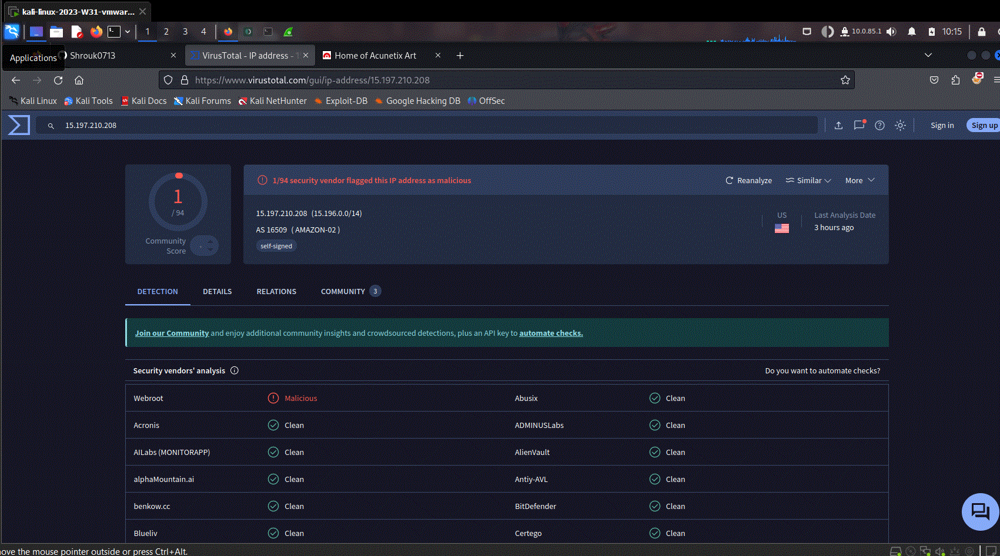 kali-linux-2023-W31-vmwar...
1 2 3 4 10.0.85.1 10:15
Applications Shrouk0713 VirusTotal - IP address - 1 Home of Acunetix Art
https://www.virustotal.com/gui/ip-address/15.197.210.208
Kali Linux Kali Tools Kali Docs Kali Forums Kali NetHunter Exploit-DB Google Hacking DB OffSec
15.197.210.208 Sign in Sign up
1/94 security vendor flagged this IP address as malicious Reanalyze Similar More
1
/ 94
Community
Score
15.197.210.208 (15.196.0.0/14)
AS 16509 ( AMAZON-02 )
self-signed
US
Last Analysis Date
3 hours ago
DETECTION DETAILS RELATIONS COMMUNITY 3
Join our Community and enjoy additional community insights and crowdsourced detections, plus an API key to automate checks.
Security vendors' analysis Do you want to automate checks?
Webroot Malicious Abusix Clean
Acronis Clean ADMINUSLabs Clean
AILabs (MONITORAPP) Clean AlienVault Clean
alphaMountain.ai Clean Antiy-AVL Clean
benkow.cc Clean BitDefender Clean
Blueliv Clean Certego Clean
ove the mouse pointer outside or press Ctrl+Alt.